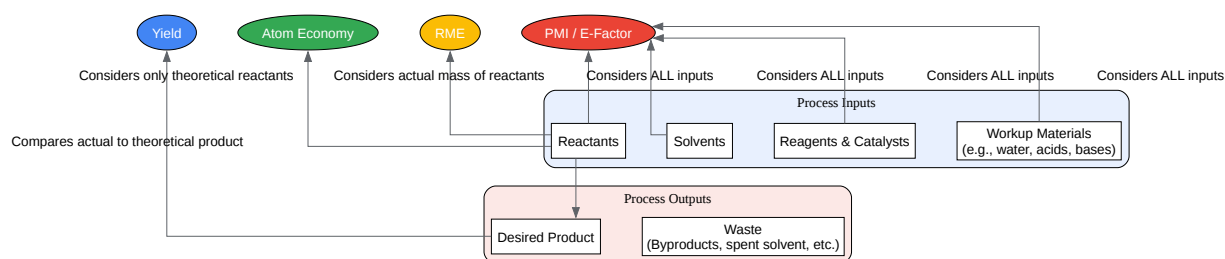 Yield
Atom Economy
RME
PMI / E-Factor
Considers only theoretical reactants
Considers actual mass of reactants
Considers ALL inputs
Considers ALL inputs
Considers ALL inputs
Considers ALL inputs
Process Inputs
Compares actual to theoretical product
Reactants
Solvents
Reagents & Catalysts
Workup Materials
(e.g., water, acids, bases)
Process Outputs
Desired Product
Waste
(Byproducts, spent solvent, etc.)